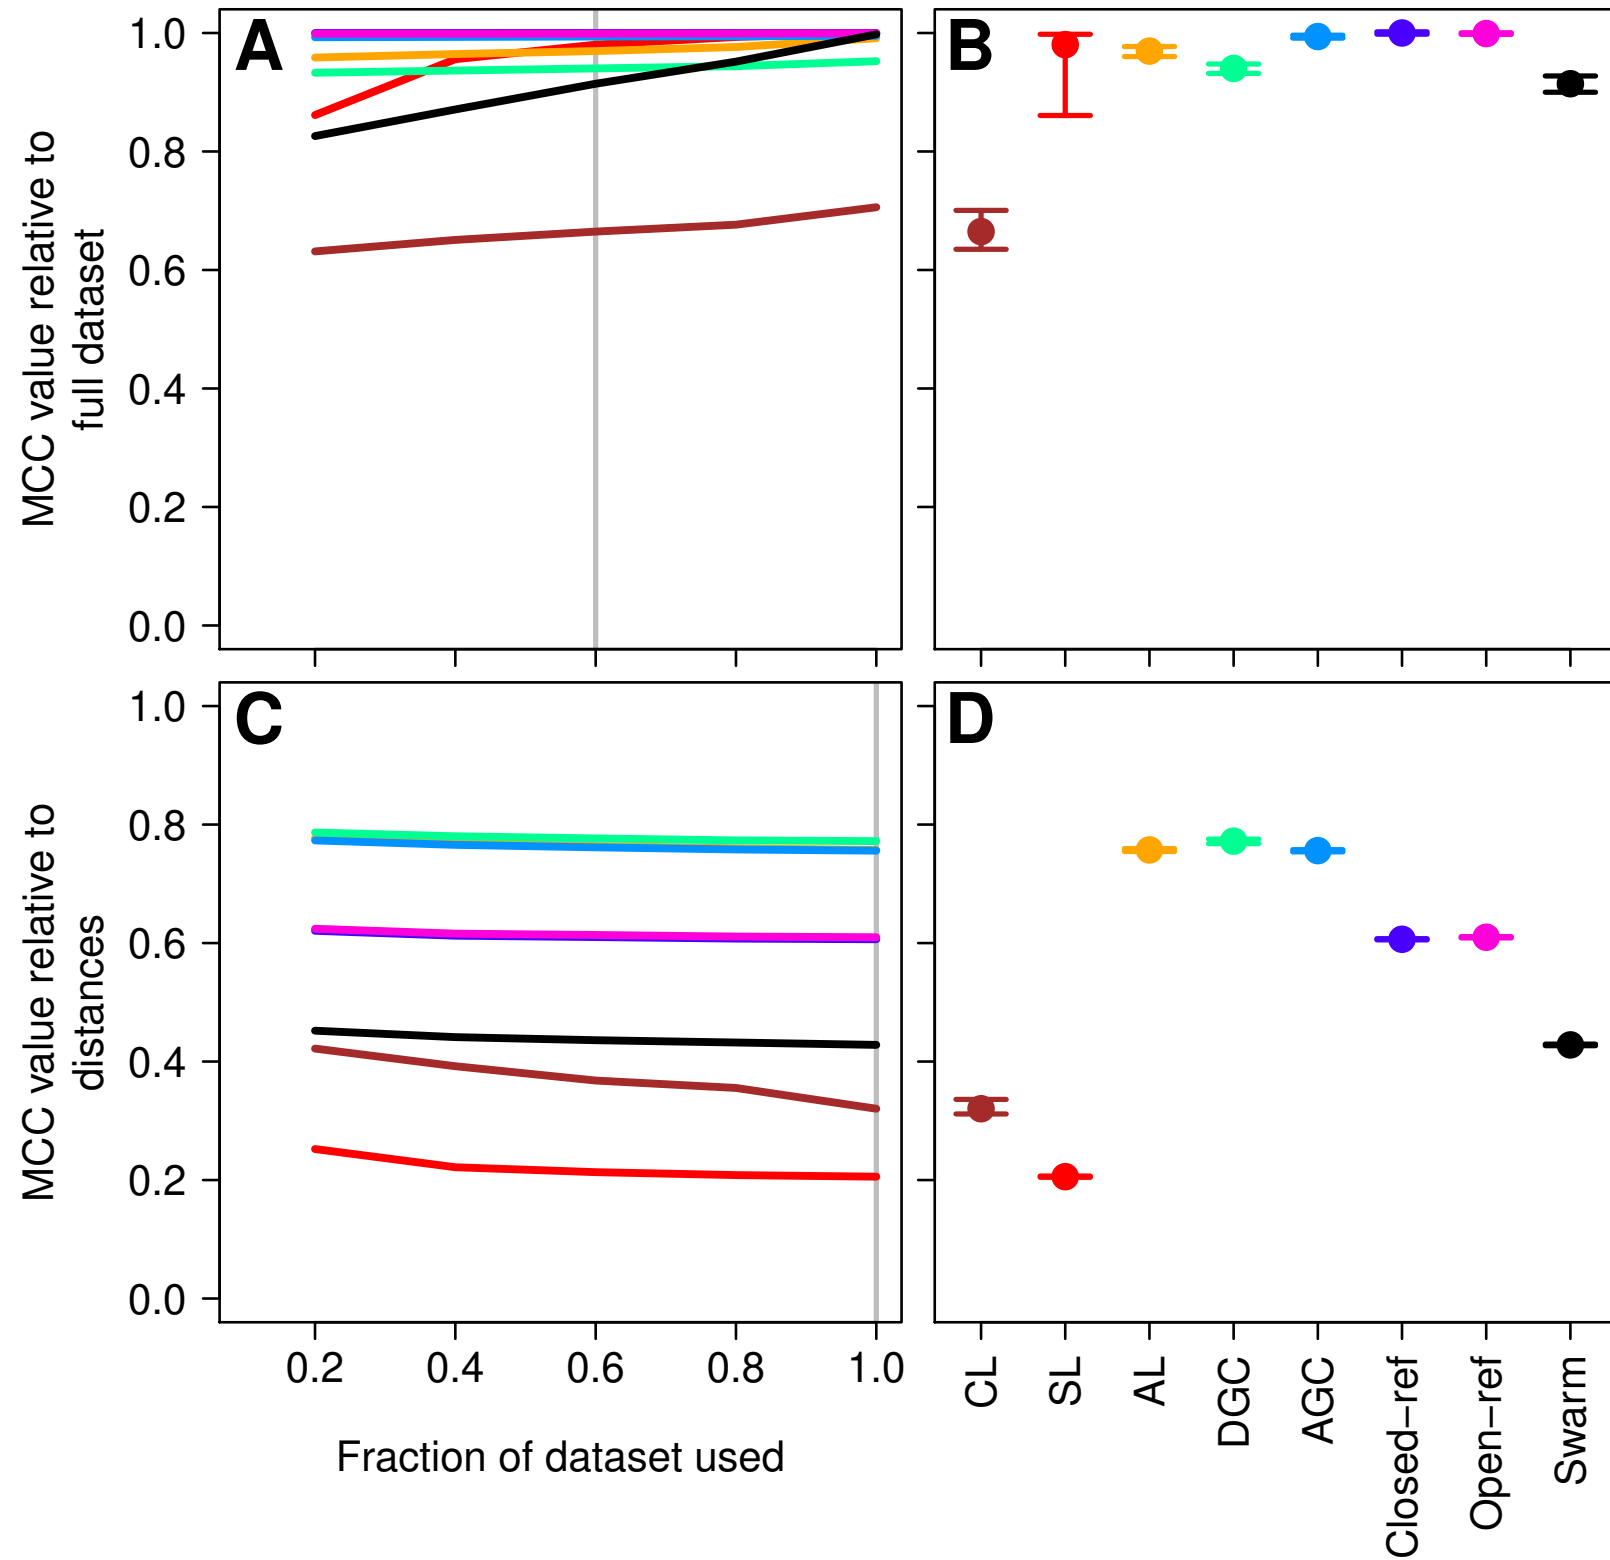 A
B
1.0
0.8
0.6
0.4
0.2
0.0
MCC value relative to
full dataset
C
D
1.0
0.8
0.6
0.4
0.2
0.0
MCC value relative to
distances
0.2
0.4
0.6
0.8
1.0
Fraction of dataset used
CL
SL
AL
DGC
AGC
Closed−ref
Open−ref
Swarm